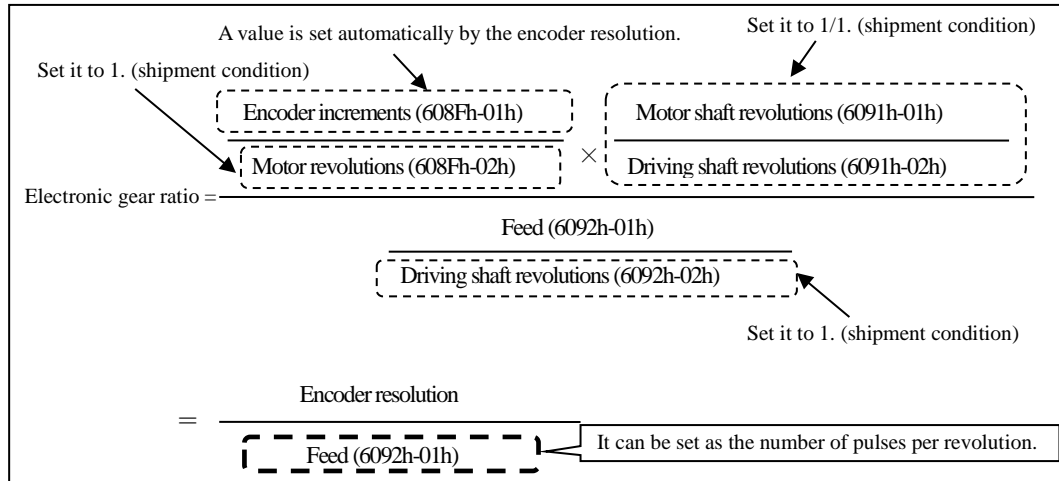 A value is set automatically by the encoder resolution.
Set it to 1/1. (shipment condition)
Set it to 1. (shipment condition)
Encoder increments (608Fh-01h)
Motor shaft revolutions (6091h-01h)
×
Motor revolutions (608Fh-02h)
Driving shaft revolutions (6091h-02h)
Electronic gear ratio =
Feed (6092h-01h)
Driving shaft revolutions (6092h-02h)
Set it to 1. (shipment condition)
Encoder resolution
=
Feed (6092h-01h)
It can be set as the number of pulses per revolution.